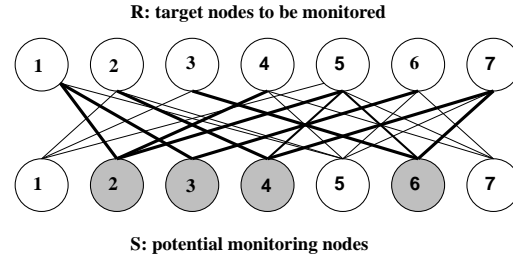 R: target nodes to be monitored
1 2 3 4 5 6 7
1 2 3 4 5 6 7
S: potential monitoring nodes